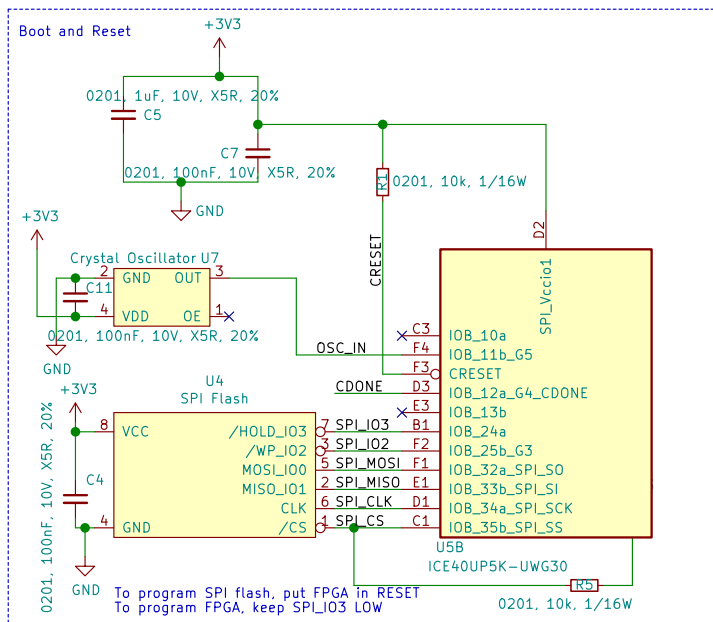 Boot and Reset
+3V3
0201, 1uF, 10V, X5R, 20%
C5
C7
0201, 100nF, 10V, X5R, 20%
R1
0201, 10k, 1/16W
GND
+3V3
D2
SPI_Vccio1
CRESET
Crystal Oscillator U7
2 GND OUT 3
C11
4 VDD OE 1
0201, 100nF, 10V, X5R, 20%
GND
OSC_IN
C3 IOB_10a
F4 IOB_11b_G5
F3 CRESET
CDONE D3 IOB_12a_G4_CDONE
E3 IOB_13b
+3V3
U4
SPI Flash
8 VCC /HOLD_IO3 7 SPI_IO3 B1 IOB_24a
/WP_IO2 3 SPI_IO2 F2 IOB_25b_G3
MOSI_IO0 5 SPI_MOSI F1 IOB_32a_SPI_SO
C4
MISO_IO1 2 SPI_MISO E1 IOB_33b_SPI_SI
CLK 6 SPI_CLK D1 IOB_34a_SPI_SCK
4 GND /CS 1 SPI_CS C1 IOB_35b_SPI_SS
0201, 100nF, 10V, X5R, 20%
U5B
ICE40UP5K-UWG30
GND
R5
0201, 10k, 1/16W
To program SPI flash, put FPGA in RESET
To program FPGA, keep SPI_IO3 LOW